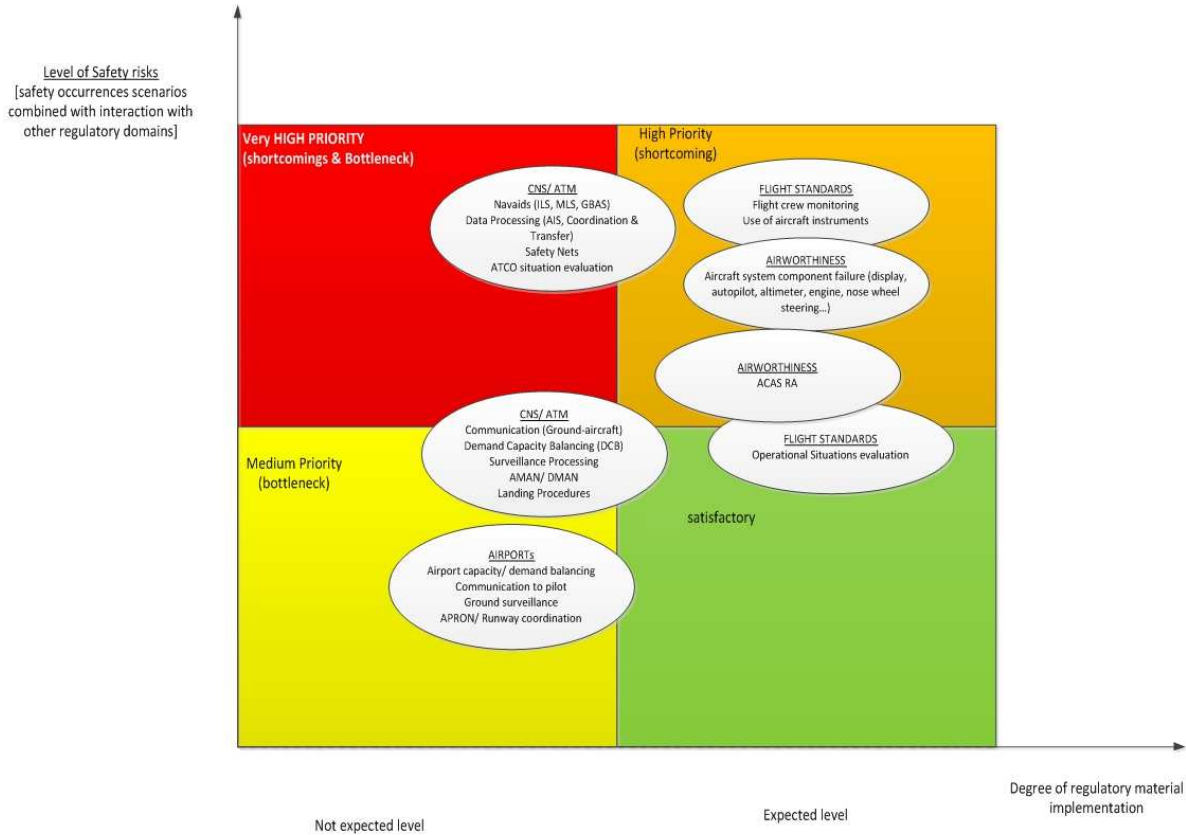 Level of Safety risks
[safety occurrences scenarios
combined with interaction with
other regulatory domains]
Very HIGH PRIORITY
(shortcomings & Bottleneck)
High Priority
(shortcoming)
CNS/ ATM
Navaids (ILS, MLS, GBAS)
Data Processing (AIS, Coordination &
Transfer)
Safety Nets
ATCO situation evaluation
FLIGHT STANDARDS
Flight crew monitoring
Use of aircraft instruments
AIRWORTHINESS
Aircraft system component failure (display,
autopilot, altimeter, engine, nose wheel
steering...)
AIRWORTHINESS
ACAS RA
CNS/ ATM
Communication (Ground-aircraft)
Demand Capacity Balancing (DCB)
Surveillance Processing
AMAN/ DMAN
Landing Procedures
FLIGHT STANDARDS
Operational Situations evaluation
Medium Priority
(bottleneck)
satisfactory
AIRPORTs
Airport capacity/ demand balancing
Communication to pilot
Ground surveillance
APRON/ Runway coordination
Degree of regulatory material
implementation
Not expected level
Expected level